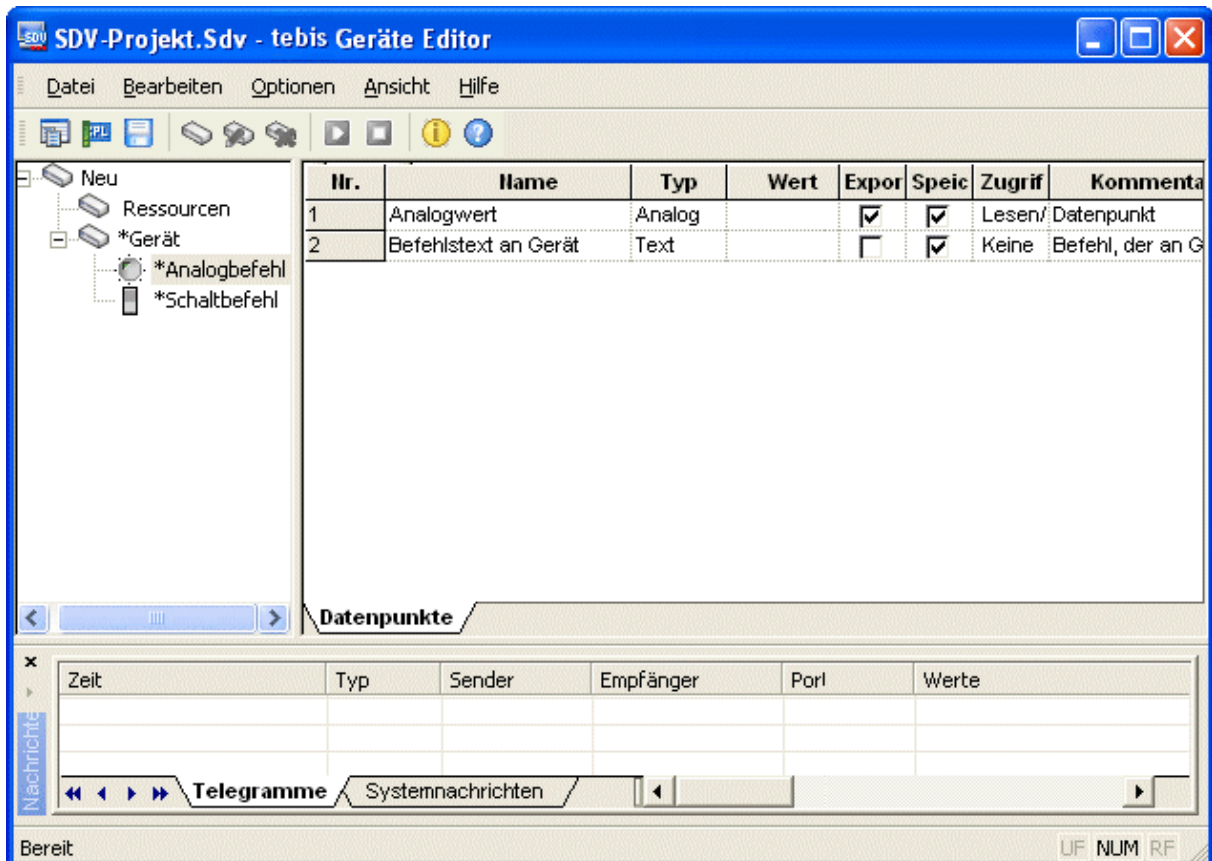 SDV-Projekt.Sdv - tebis Geräte Editor
Datei Bearbeiten Optionen Ansicht Hilfe
Neu
Ressourcen
*Gerät
*Analogbefehl
*Schaltbefehl
Nr. Name Typ Wert Expor Speic Zugrif Kommenta
1 Analogwert Analog Lesen/ Datenpunkt
2 Befehlstext an Gerät Text Keine Befehl, der an G
Datenpunkte
Zeit Typ Sender Empfänger Port Werte
Nachrichte
Telegramme Systemnachrichten
Bereit UF NUM RF